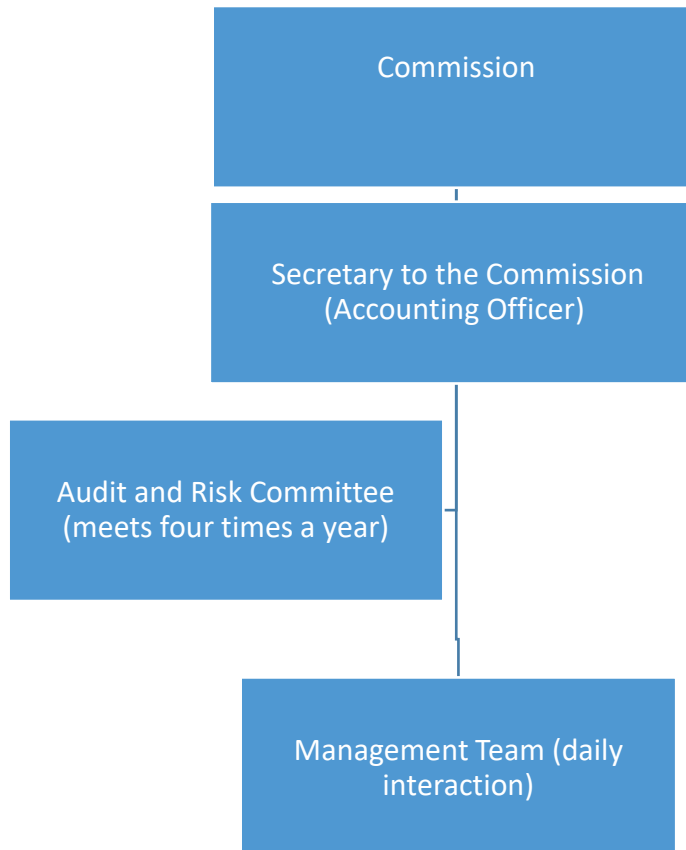 Commission
Secretary to the Commission
(Accounting Officer)
Audit and Risk Committee
(meets four times a year)
Management Team (daily
interaction)